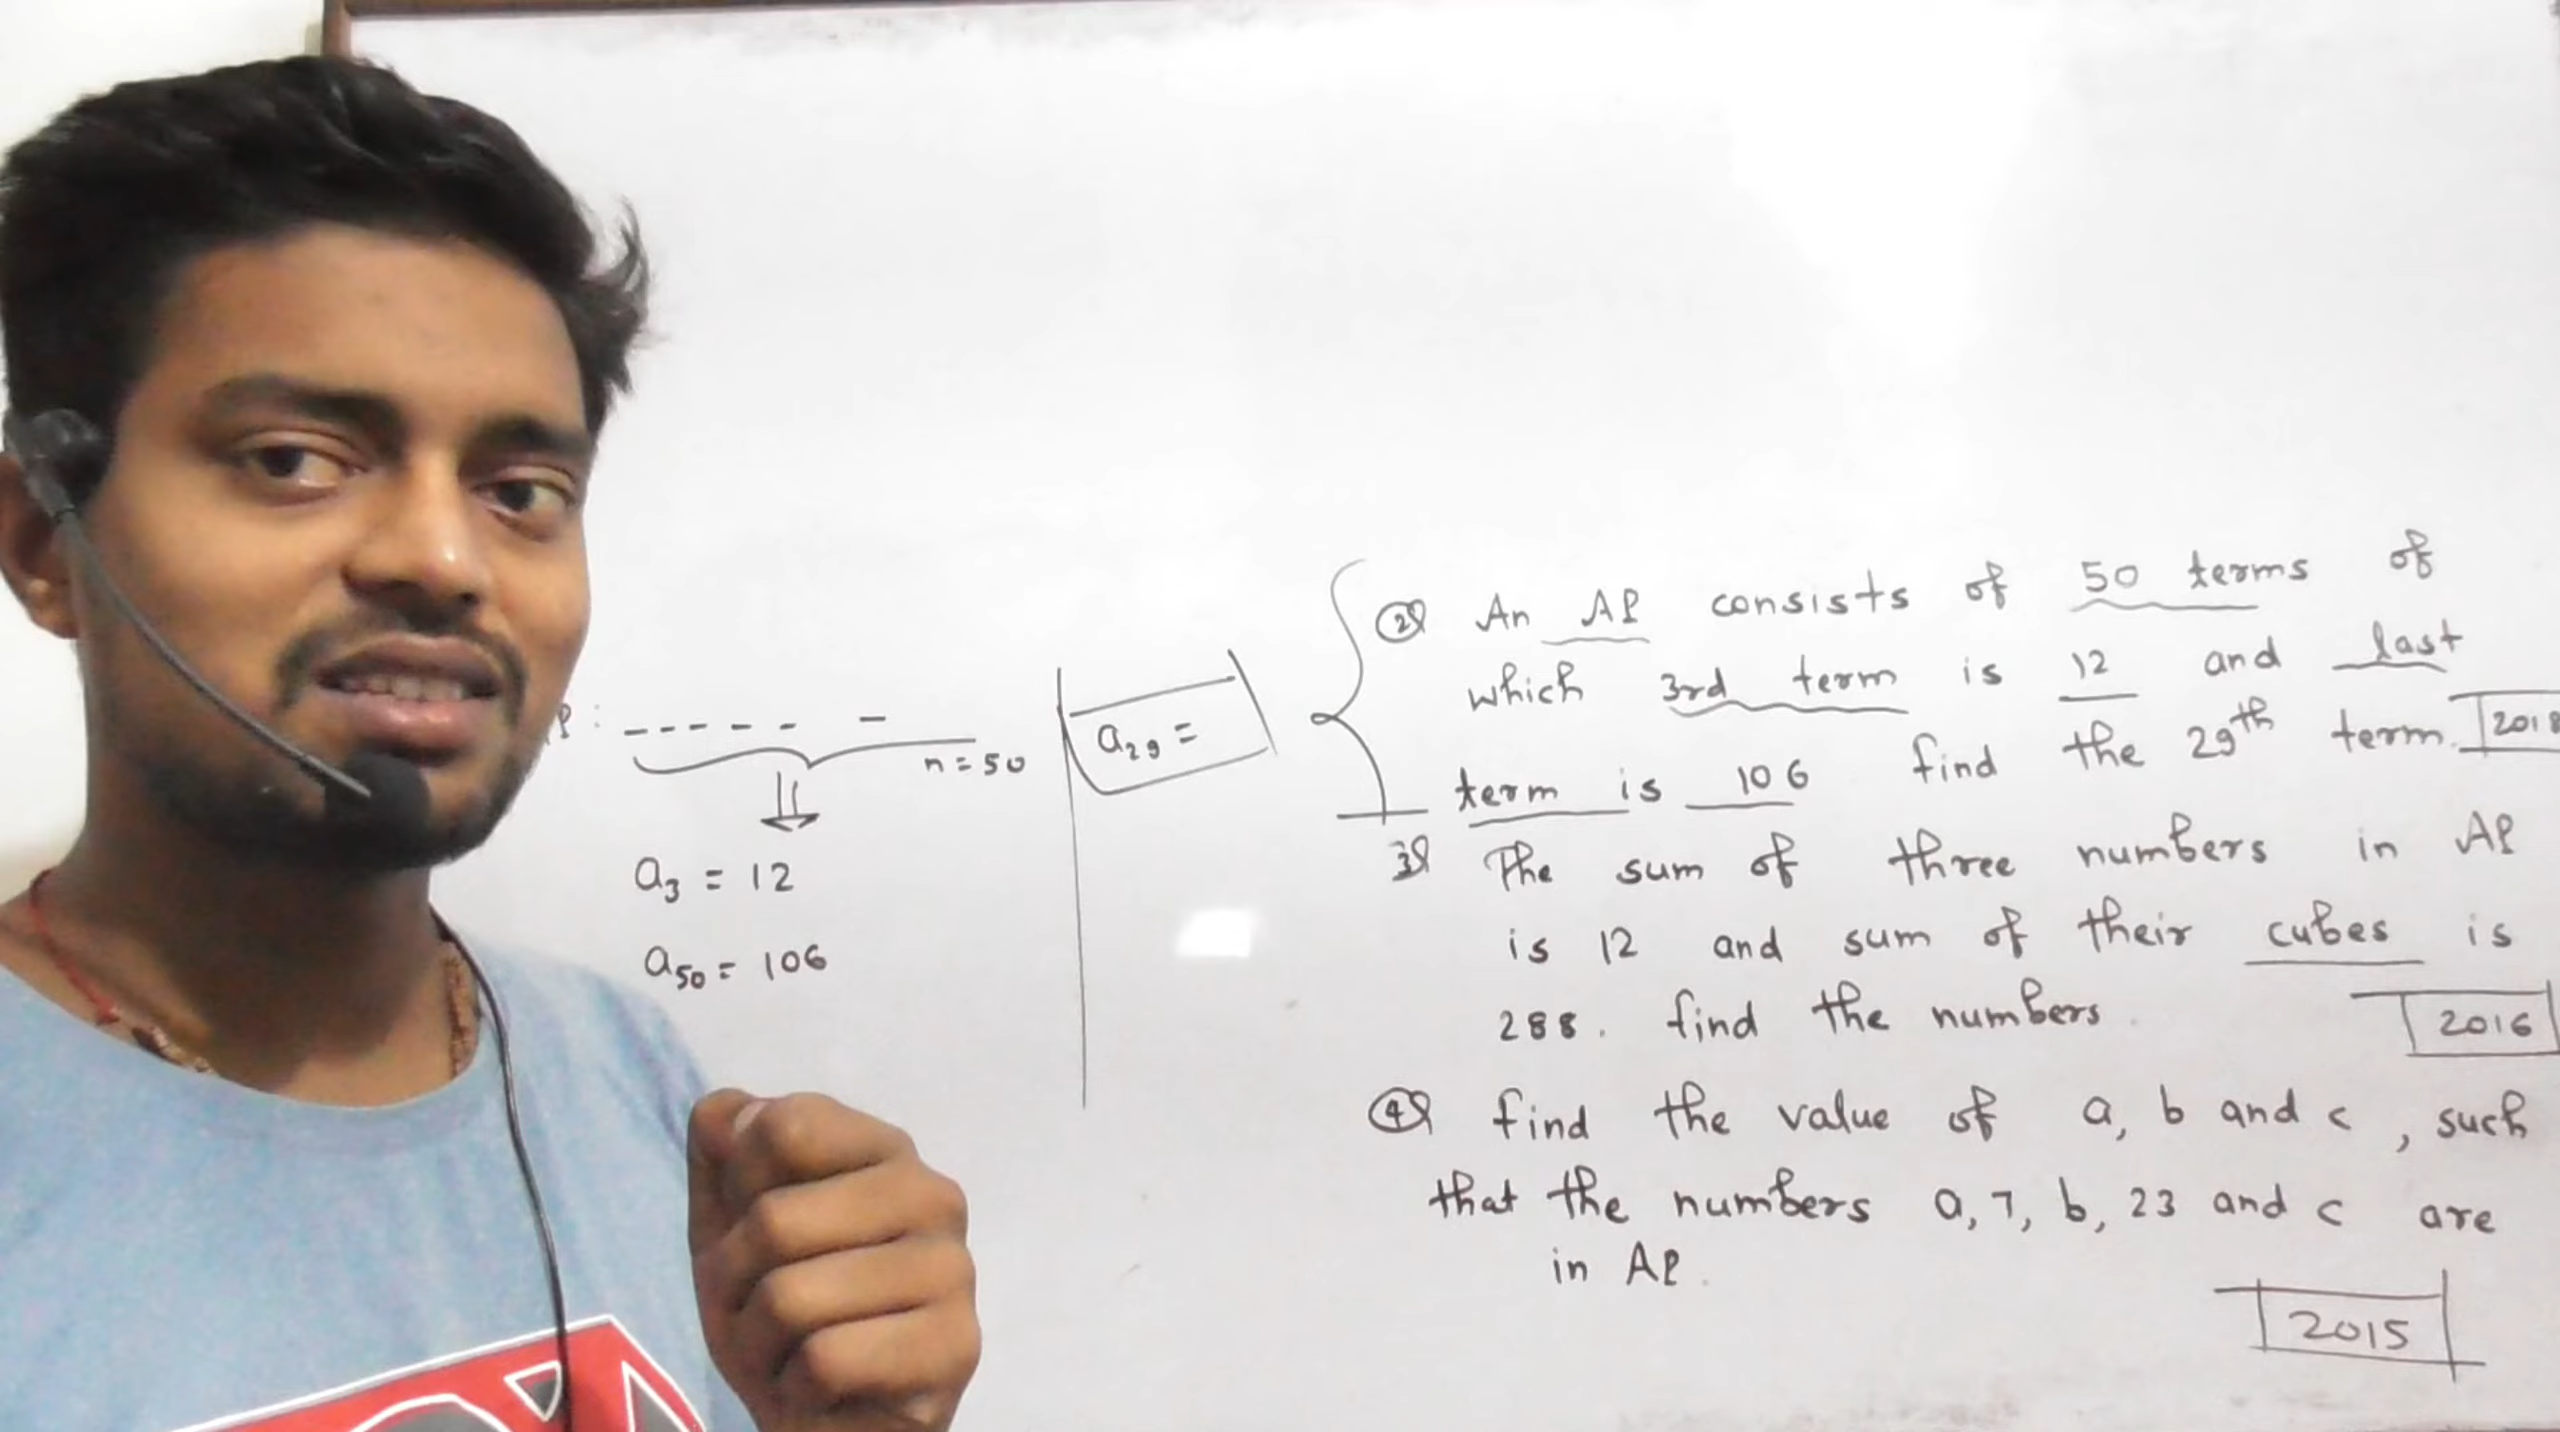 P :
n = 50
a₃ = 12
a₅₀ = 106
a₂₉ =
② An AP consists of 50 terms of
which 3rd term is 12 and last
term is 106 find the 29th term. 2018
3 The sum of three numbers in AP
is 12 and sum of their cubes is
288. find the numbers.
2016
④ find the value of a, b and c, such
that the numbers a, 7, b, 23 and c are
in AP.
2015